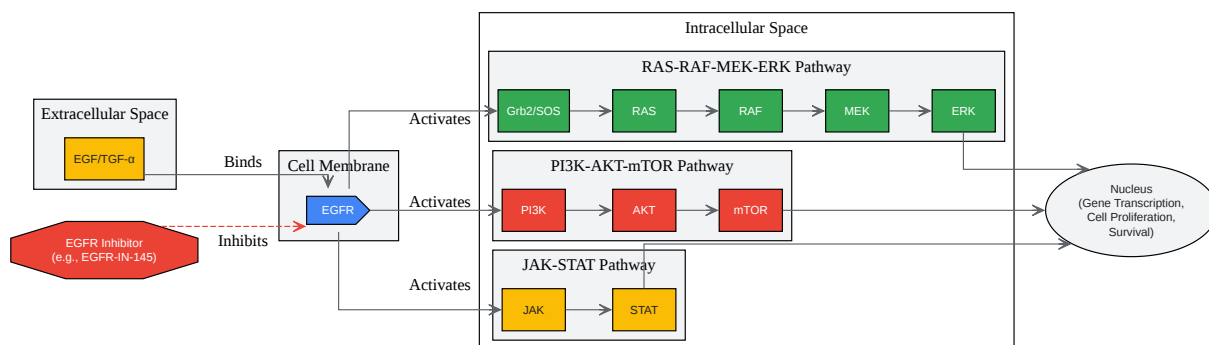 Intracellular Space
RAS-RAF-MEK-ERK Pathway
Extracellular Space
Grb2/SOS
RAS
RAF
MEK
ERK
Activates
EGF/TGF-α
Binds
Cell Membrane
PI3K-AKT-mTOR Pathway
EGFR
Activates
PI3K
AKT
mTOR
Nucleus
(Gene Transcription,
Cell Proliferation,
Survival)
EGFR Inhibitor
(e.g., EGFR-IN-145)
Inhibits
JAK-STAT Pathway
Activates
JAK
STAT